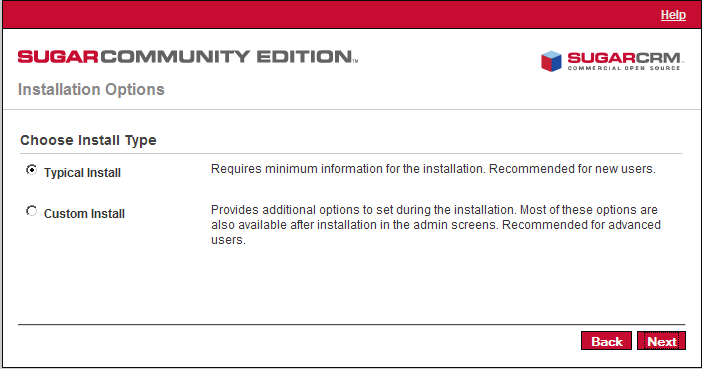 Help
SUGARCOMMUNITY EDITION™
SUGARCRM
COMMERCIAL OPEN SOURCE
Installation Options
Choose Install Type
Typical Install
Requires minimum information for the installation. Recommended for new users.
Custom Install
Provides additional options to set during the installation. Most of these options are
also available after installation in the admin screens. Recommended for advanced
users.
Back
Next